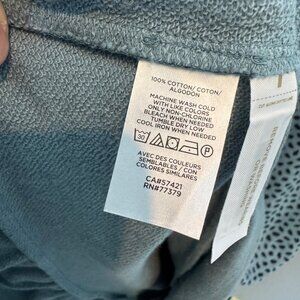 100% COTTON/ COTON/
ALGODON
MACHINE WASH COLD
WITH LIKE COLORS
ONLY NON-CHLORINE
BLEACH WHEN NEEDED
TUMBLE DRY LOW
COOL IRON WHEN NEEDED
AVEC DES COULEURS
SEMBLABLES / CON
COLORES SIMILARES
CA#57421
RN#77379